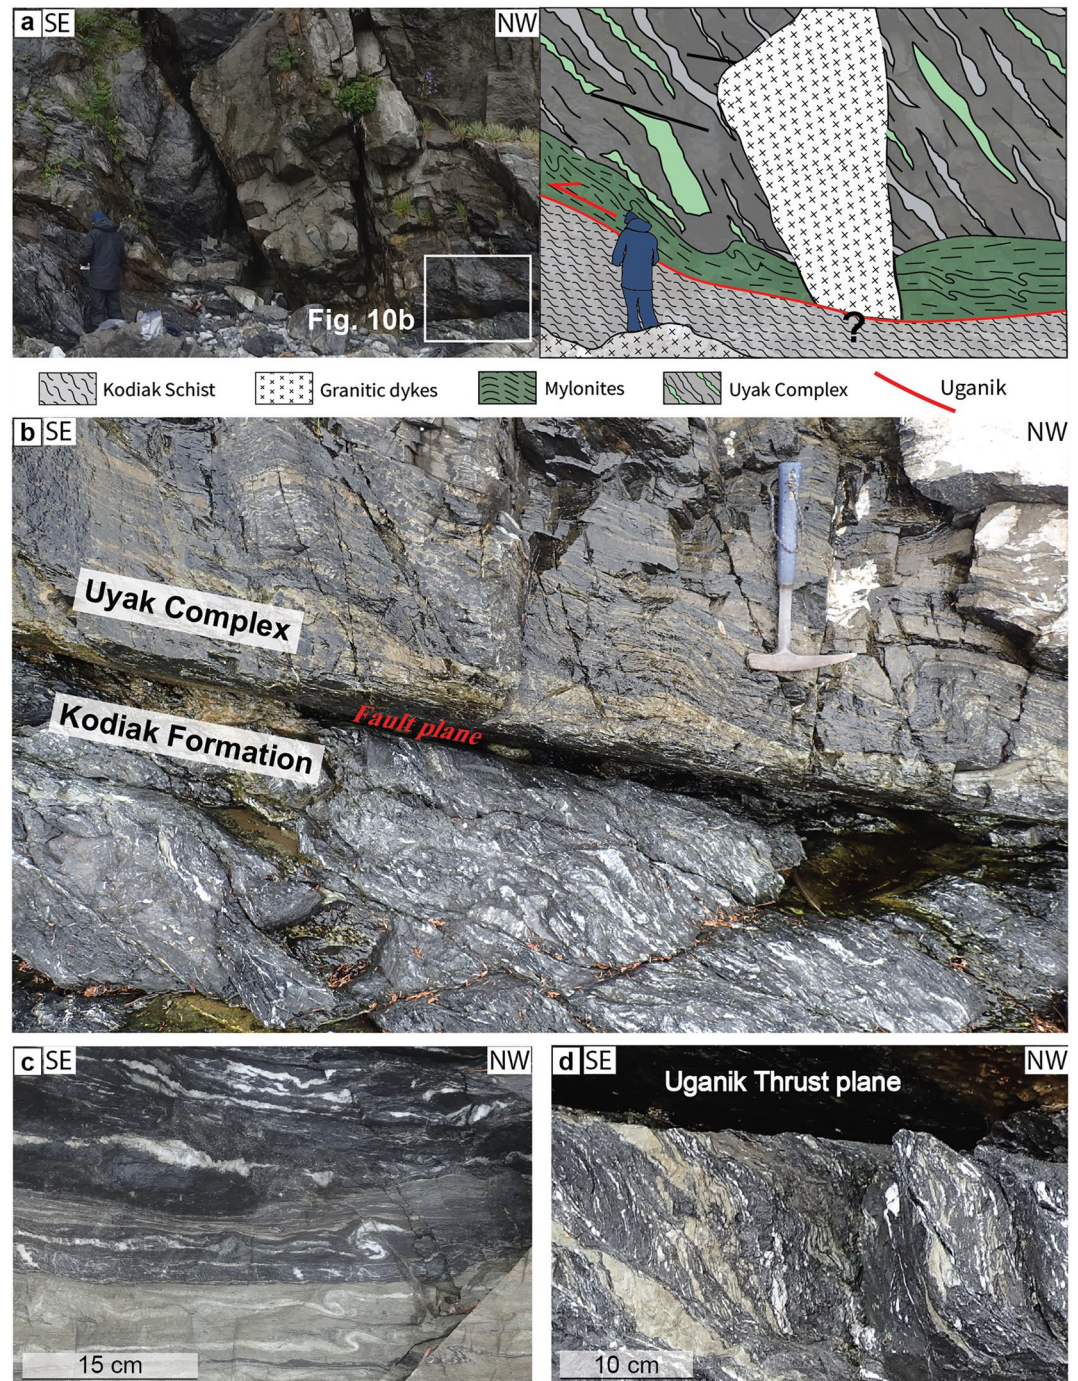 a SE
NW
Fig. 10b
?
Kodiak Schist
Granitic dykes
Mylonites
Uyak Complex
Uganik
b SE
NW
Uyak Complex
Kodiak Formation
Fault plane
c SE
NW
15 cm
d SE
NW
Uganik Thrust plane
10 cm